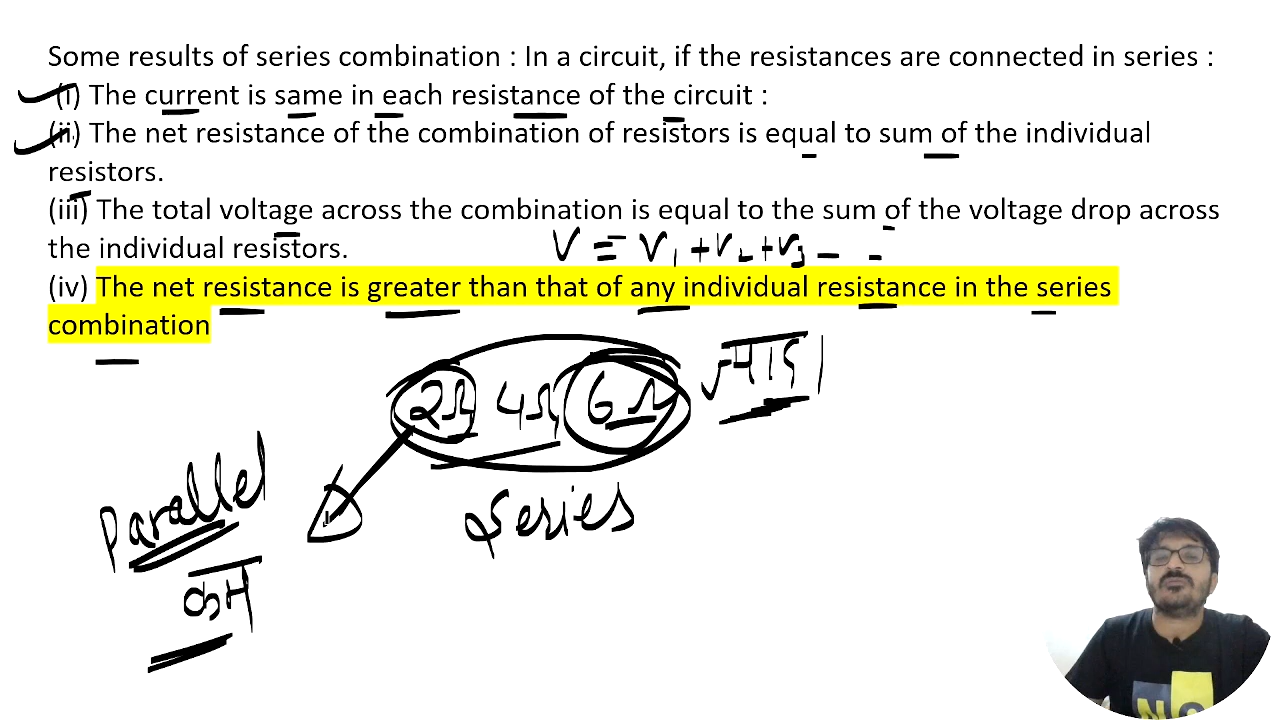 Some results of series combination : In a circuit, if the resistances are connected in series :
(i) The current is same in each resistance of the circuit :
(ii) The net resistance of the combination of resistors is equal to sum of the individual
resistors.
(iii) The total voltage across the combination is equal to the sum of the voltage drop across
the individual resistors.
V = V₁ + V₂ + V₃ - -
(iv) The net resistance is greater than that of any individual resistance in the series
combination
2Ω 4Ω 6Ω
Parallel
Series
कम